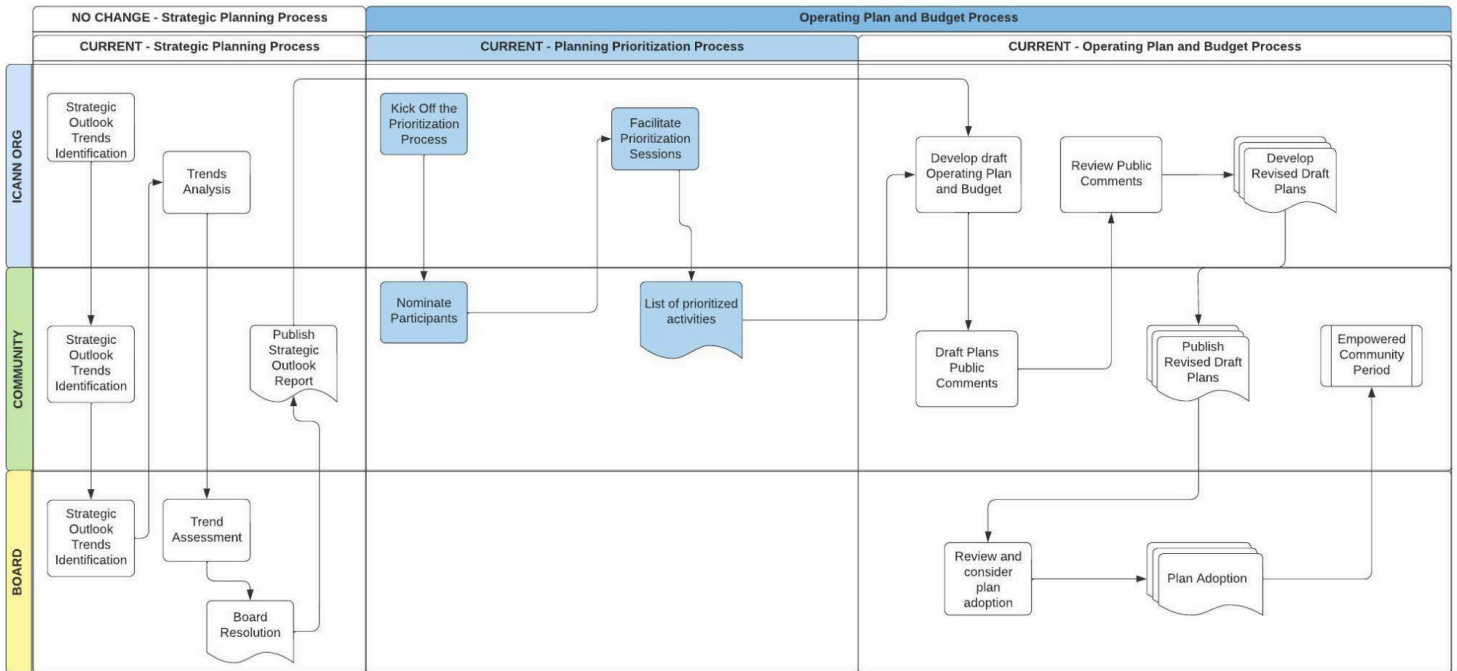 NO CHANGE - Strategic Planning Process
Operating Plan and Budget Process
CURRENT - Strategic Planning Process
CURRENT - Planning Prioritization Process
CURRENT - Operating Plan and Budget Process
ICANN ORG
Strategic
Outlook
Trends
Identification
Trends
Analysis
Kick Off the
Prioritization
Process
Facilitate
Prioritization
Sessions
Develop draft
Operating Plan
and Budget
Review Public
Comments
Develop
Revised Draft
Plans
COMMUNITY
Strategic
Outlook
Trends
Identification
Publish
Strategic
Outlook
Report
Nominate
Participants
List of prioritized
activities
Draft Plans
Public
Comments
Publish
Revised Draft
Plans
Empowered
Community
Period
BOARD
Strategic
Outlook
Trends
Identification
Trend
Assessment
Board
Resolution
Review and
consider
plan
adoption
Plan Adoption